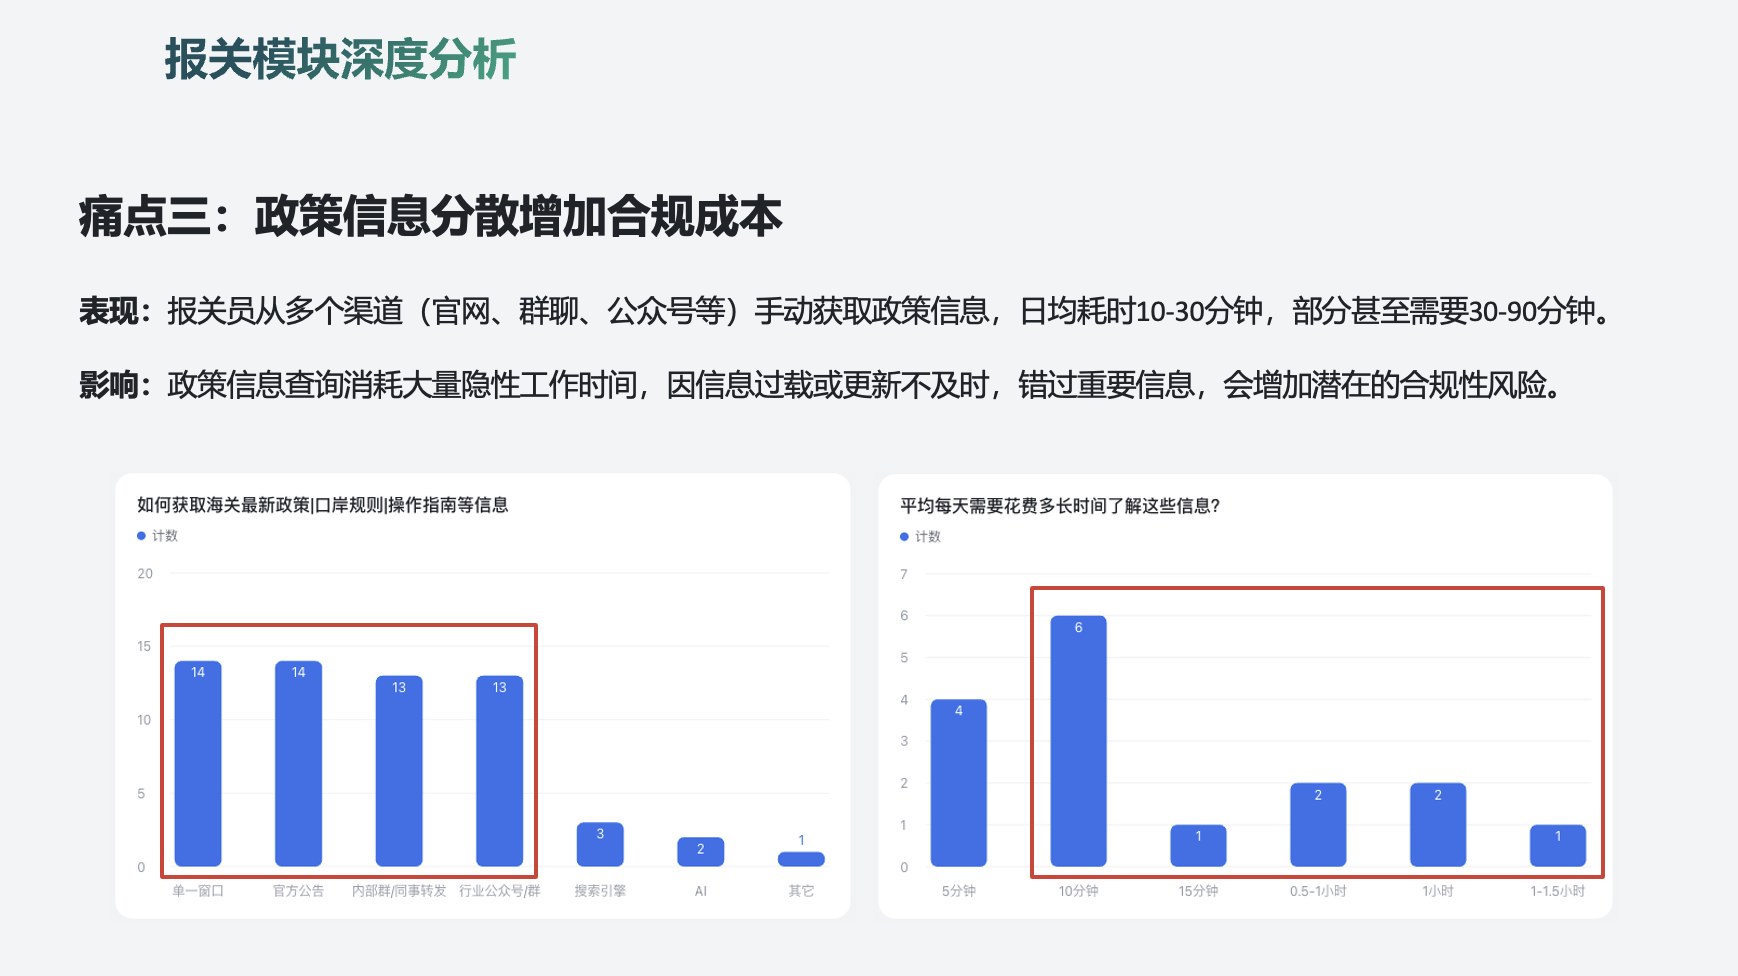 报关模块深度分析
痛点三：政策信息分散增加合规成本
表现：报关员从多个渠道（官网、群聊、公众号等）手动获取政策信息，日均耗时10-30分钟，部分甚至需要30-90分钟。
影响：政策信息查询消耗大量隐性工作时间，因信息过载或更新不及时，错过重要信息，会增加潜在的合规性风险。
如何获取海关最新政策|口岸规则|操作指南等信息
计数
20
15
10
5
0
14
14
13
13
3
2
1
单一窗口
官方公告
内部群/同事转发
行业公众号/群
搜索引擎
AI
其它
平均每天需要花费多长时间了解这些信息?
计数
7
6
5
4
3
2
1
0
4
6
1
2
2
1
5分钟
10分钟
15分钟
0.5-1小时
1小时
1-1.5小时